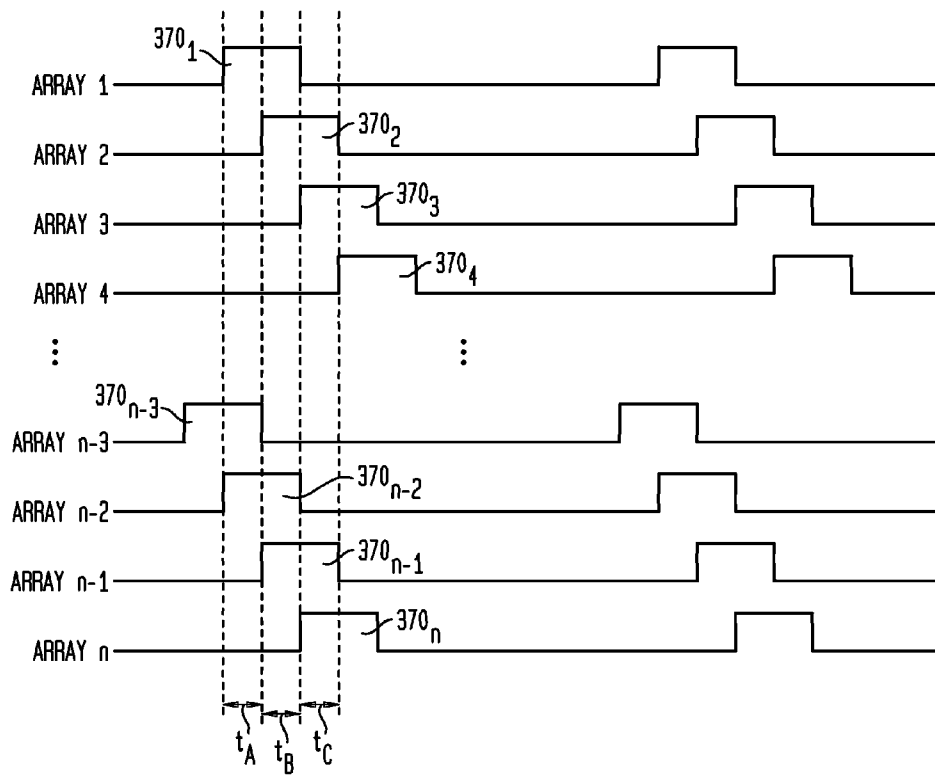 370₁
ARRAY 1
370₂
ARRAY 2
370₃
ARRAY 3
370₄
ARRAY 4
370ₙ₋₃
ARRAY n-3
370ₙ₋₂
ARRAY n-2
370ₙ₋₁
ARRAY n-1
370ₙ
ARRAY n
t_A
t_B
t_C